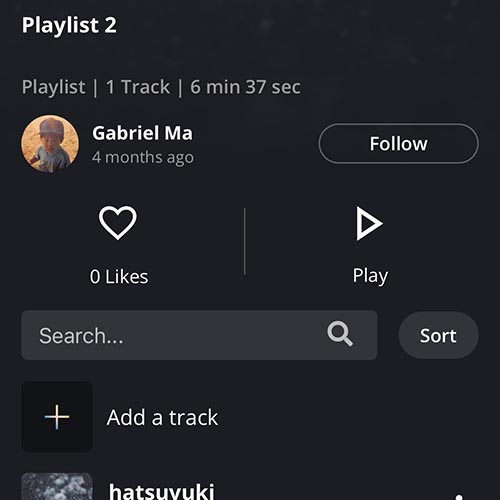 Playlist 2
Playlist | 1 Track | 6 min 37 sec
Gabriel Ma
4 months ago
Follow
0 Likes
Play
Search...
Sort
Add a track
hatsuyuki